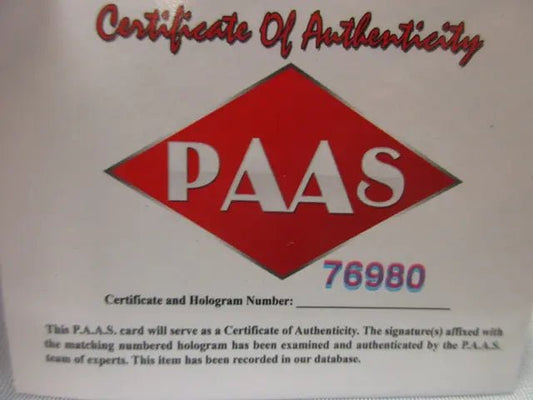 Certificate Of Authenticity
PAAS
76980
Certificate and Hologram Number:
This P.A.A.S. card will serve as a Certificate of Authenticity. The signature(s) affixed with
the matching numbered hologram has been examined and authenticated by the P.A.A.S.
team of experts. This item has been recorded in our database.